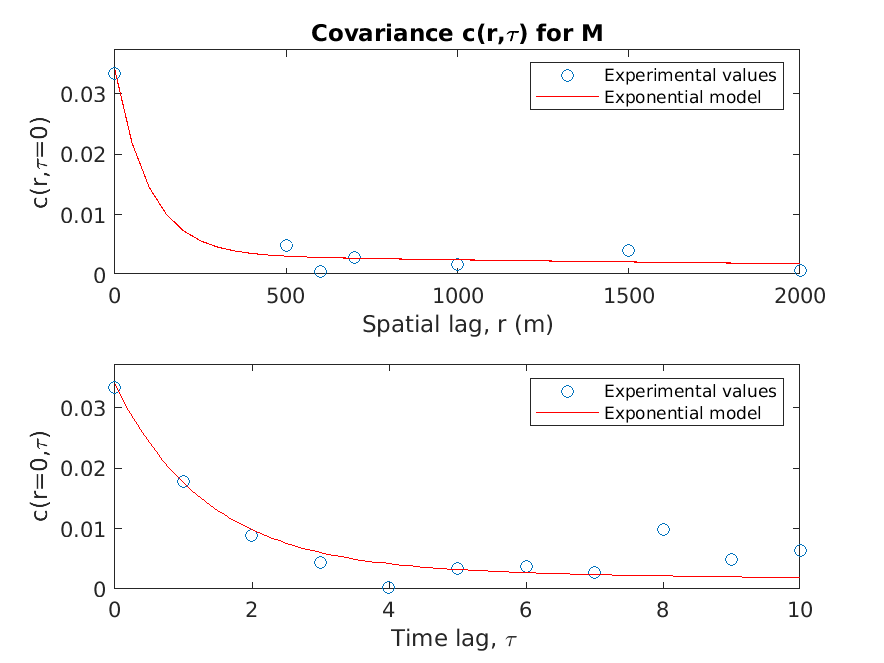 Covariance c(r,τ) for M
c(r,τ=0)
0.03
0.02
0.01
0
Experimental values
Exponential model
0 500 1000 1500 2000
Spatial lag, r (m)
c(r=0,τ)
0.03
0.02
0.01
0
Experimental values
Exponential model
0 2 4 6 8 10
Time lag, τ